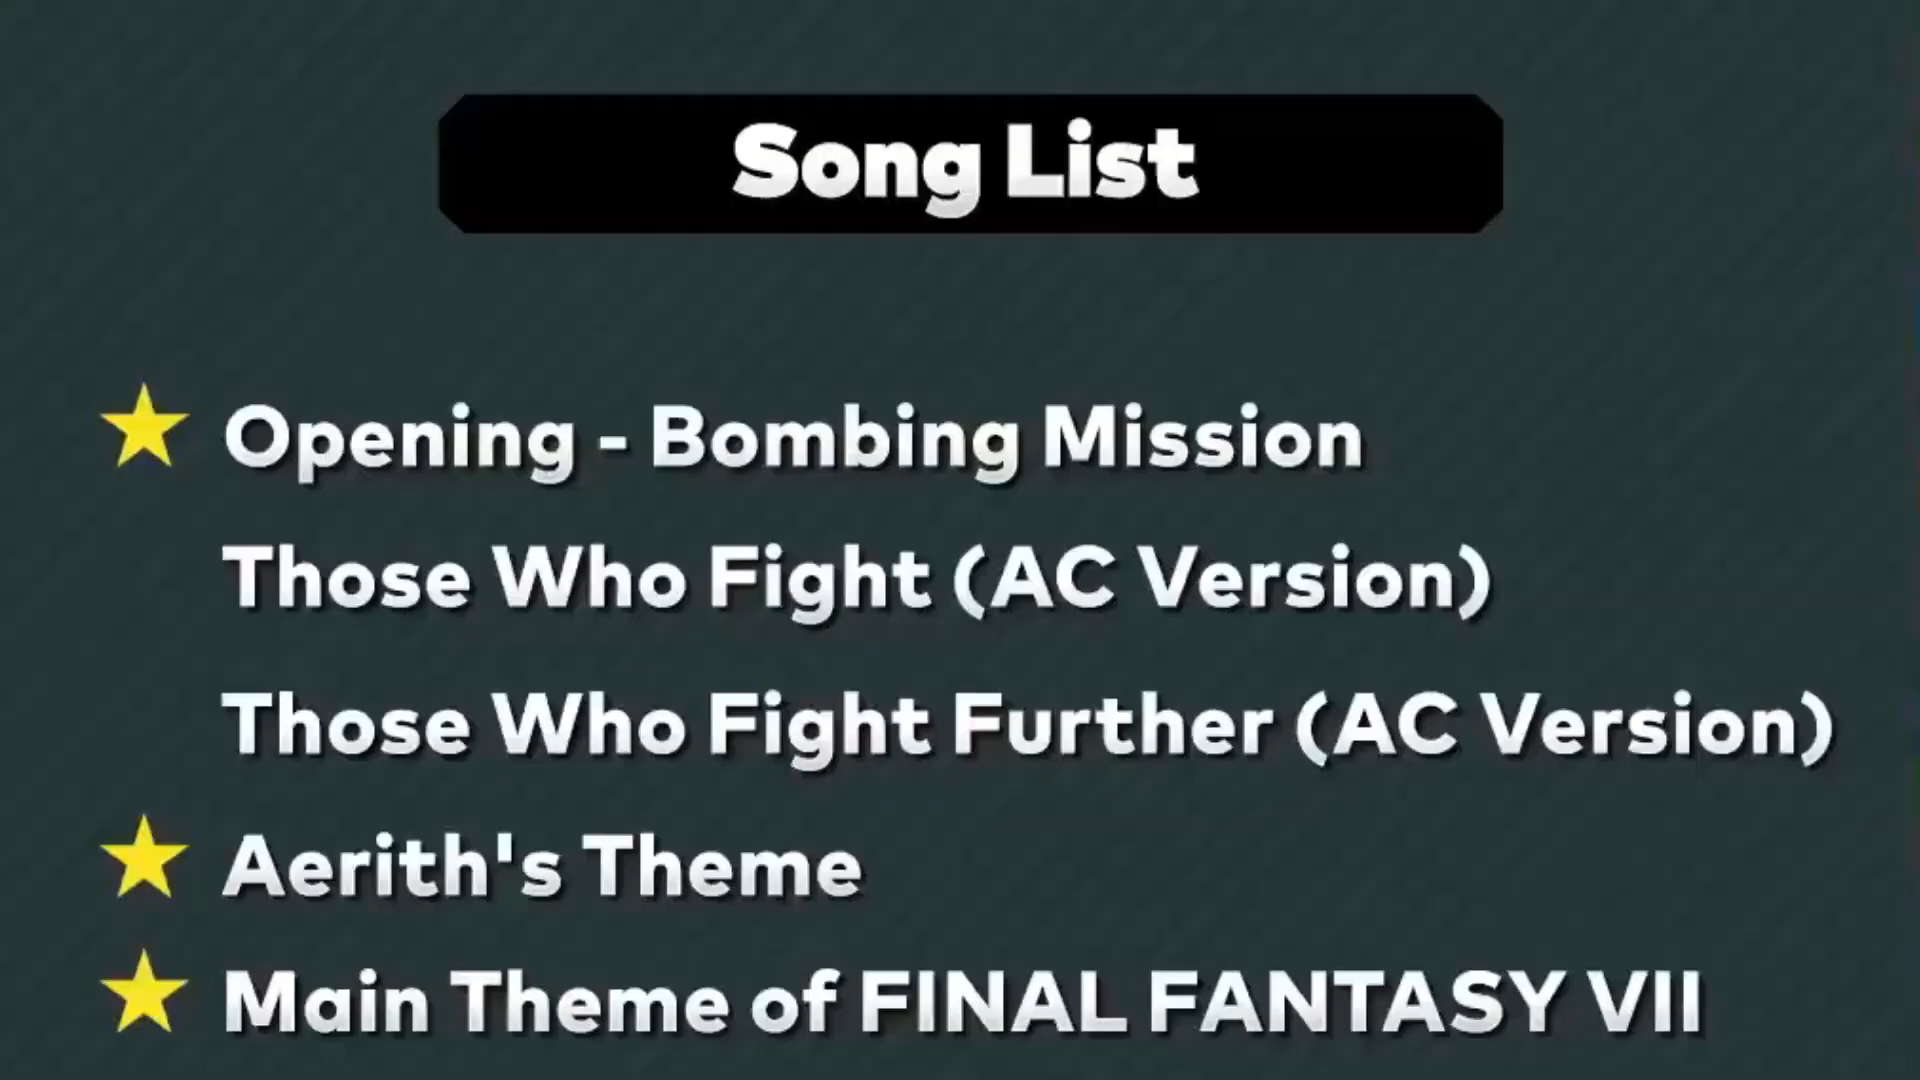 Song List
Opening - Bombing Mission
Those Who Fight (AC Version)
Those Who Fight Further (AC Version)
Aerith's Theme
Main Theme of FINAL FANTASY VII